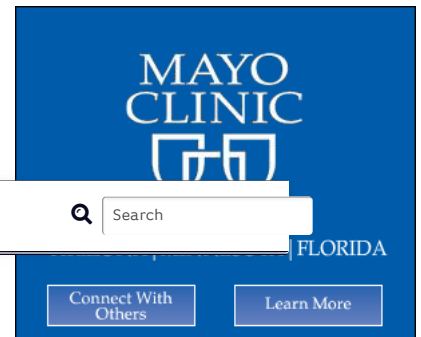 MAYO
CLINIC
Search
| FLORIDA
Connect With
Others
Learn More